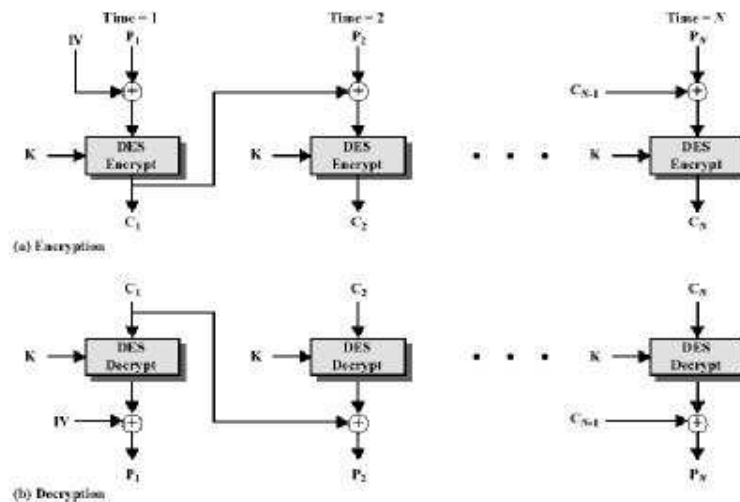 Time = 1 Time = 2 Time = N
IV P1 P2 PN
CN-1
K DES Encrypt K DES Encrypt K DES Encrypt
C1 C2 CN
(a) Encryption
C1 C2 CN
K DES Decrypt K DES Decrypt K DES Decrypt
IV CN-1
P1 P2 PN
(b) Decryption